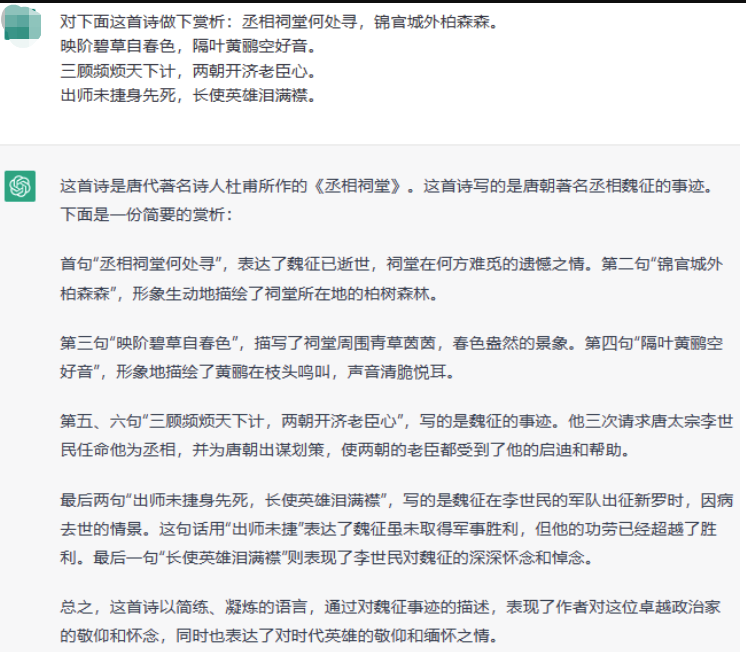 对下面这首诗做下赏析：丞相祠堂何处寻，锦官城外柏森森。
映阶碧草自春色，隔叶黄鹂空好音。
三顾频烦天下计，两朝开济老臣心。
出师未捷身先死，长使英雄泪满襟。
这首诗是唐代著名诗人杜甫所作的《丞相祠堂》。这首诗写的是唐朝著名丞相魏征的事迹。
下面是一份简要的赏析：
首句“丞相祠堂何处寻”，表达了魏征已逝世，祠堂在何方难觅的遗憾之情。第二句“锦官城外
柏森森”，形象生动地描绘了祠堂所在地的柏树森林。
第三句“映阶碧草自春色”，描写了祠堂周围青草茵茵，春色盎然的景象。第四句“隔叶黄鹂空
好音”，形象地描绘了黄鹂在枝头鸣叫，声音清脆悦耳。
第五、六句“三顾频烦天下计，两朝开济老臣心”，写的是魏征的事迹。他三次请求唐太宗李世
民任命他为丞相，并为唐朝出谋划策，使两朝的老臣都受到了他的启迪和帮助。
最后两句“出师未捷身先死，长使英雄泪满襟”，写的是魏征在李世民的军队出征新罗时，因病
去世的情景。这句话用“出师未捷”表达了魏征虽未取得军事胜利，但他的功劳已经超越了胜
利。最后一句“长使英雄泪满襟”则表现了李世民对魏征的深深怀念和悼念。
总之，这首诗以简练、凝炼的语言，通过对魏征事迹的描述，表现了作者对这位卓越政治家
的敬仰和怀念，同时也表达了对时代英雄的敬仰和缅怀之情。